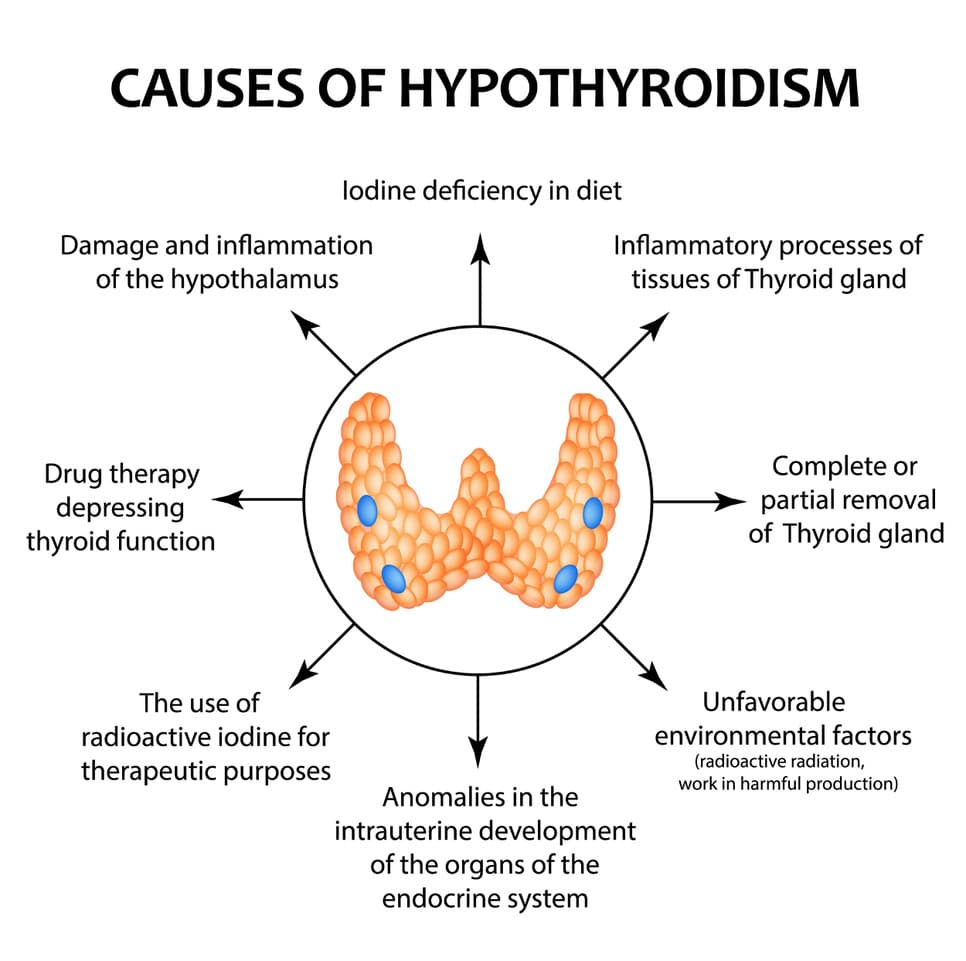 CAUSES OF HYPOTHYROIDISM
Iodine deficiency in diet
Damage and inflammation
of the hypothalamus
Inflammatory processes of
tissues of Thyroid gland
Drug therapy
depressing
thyroid function
Complete or
partial removal
of Thyroid gland
The use of
radioactive iodine for
therapeutic purposes
Unfavorable
environmental factors
(radioactive radiation,
work in harmful production)
Anomalies in the
intrauterine development
of the organs of the
endocrine system